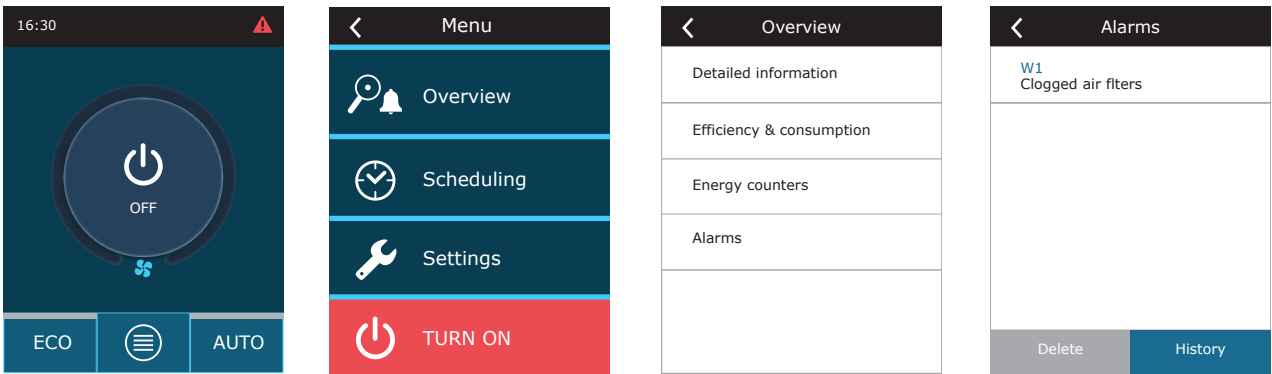 16:30
OFF
ECO
AUTO
Menu
Overview
Scheduling
Settings
TURN ON
Overview
Detailed information
Efficiency & consumption
Energy counters
Alarms
Alarms
W1
Clogged air flters
Delete
History